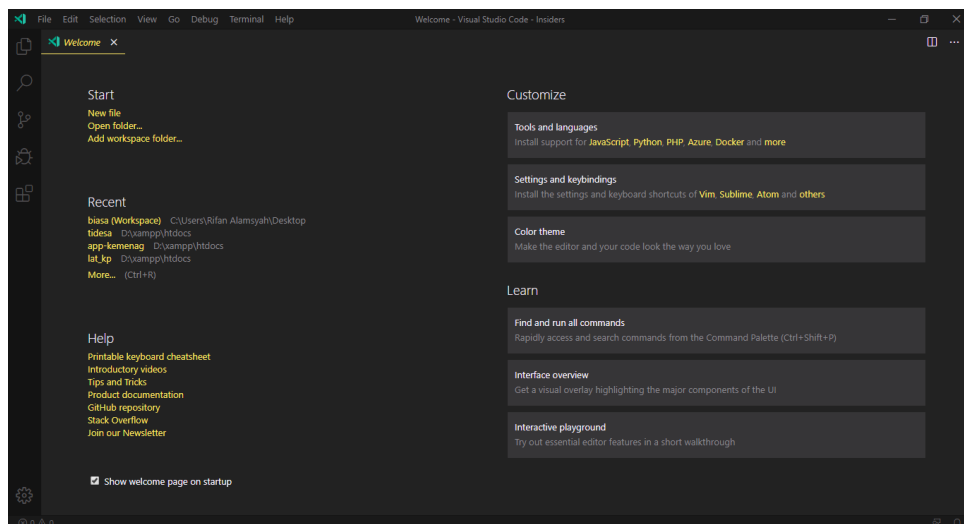 File Edit Selection View Go Debug Terminal Help
Welcome - Visual Studio Code - Insiders
Welcome
Start
New file
Open folder...
Add workspace folder...
Recent
biasa (Workspace) C:\Users\Rifan Alamsyah\Desktop
tidesa D:\xampp\htdocs
app-kemenag D:\xampp\htdocs
lat_kp D:\xampp\htdocs
More... (Ctrl+R)
Help
Printable keyboard cheatsheet
Introductory videos
Tips and Tricks
Product documentation
GitHub repository
Stack Overflow
Join our Newsletter
Show welcome page on startup
Customize
Tools and languages
Install support for JavaScript, Python, PHP, Azure, Docker and more
Settings and keybindings
Install the settings and keyboard shortcuts of Vim, Sublime, Atom and others
Color theme
Make the editor and your code look the way you love
Learn
Find and run all commands
Rapidly access and search commands from the Command Palette (Ctrl+Shift+P)
Interface overview
Get a visual overlay highlighting the major components of the UI
Interactive playground
Try out essential editor features in a short walkthrough
0 0